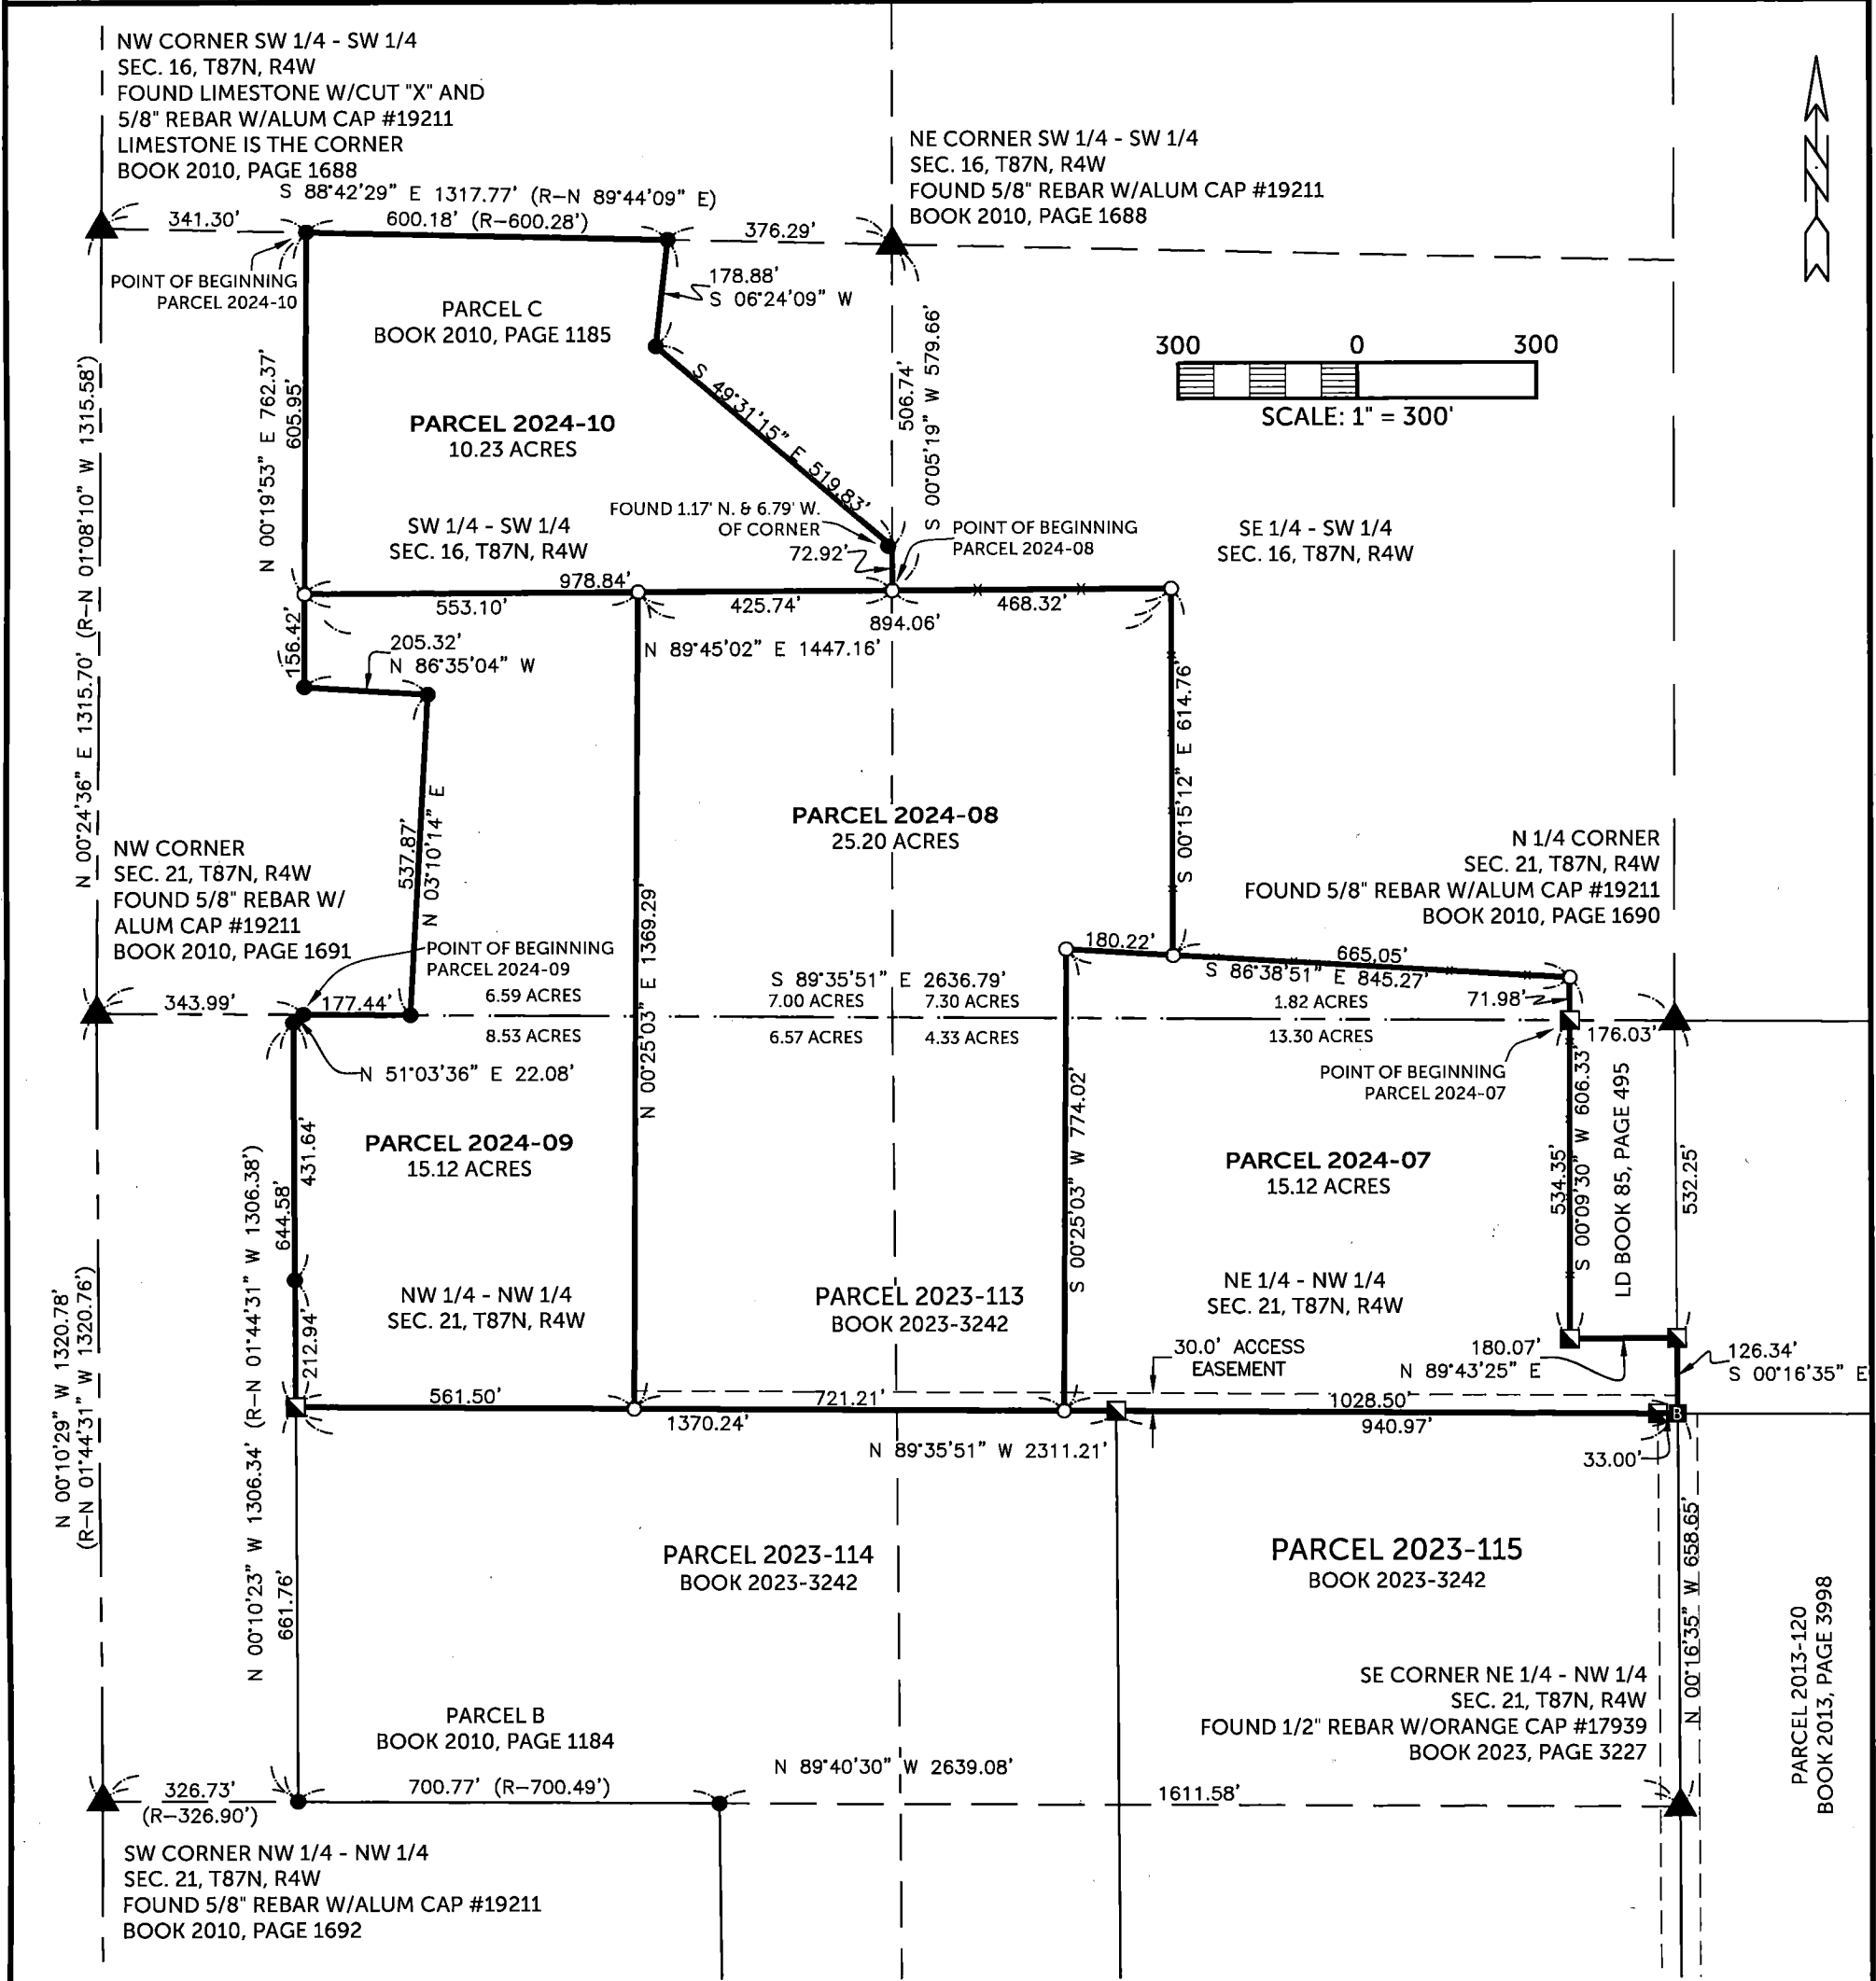 NW CORNER SW 1/4 - SW 1/4
SEC. 16, T87N, R4W
FOUND LIMESTONE W/CUT "X" AND
5/8" REBAR W/ALUM CAP #19211
LIMESTONE IS THE CORNER
BOOK 2010, PAGE 1688
NE CORNER SW 1/4 - SW 1/4
SEC. 16, T87N, R4W
FOUND 5/8" REBAR W/ALUM CAP #19211
BOOK 2010, PAGE 1688
S 88°42'29" E 1317.77' (R-N 89°44'09" E)
341.30'
600.18' (R-600.28')
376.29'
N
POINT OF BEGINNING
PARCEL 2024-10
178.88'
S 06°24'09" W
PARCEL C
BOOK 2010, PAGE 1185
300 0 300
SCALE: 1" = 300'
N 00°24'36" E 1315.70' (R-N 01°08'10" W 1315.58')
N 00°19'53" E 762.37'
605.95'
PARCEL 2024-10
10.23 ACRES
S 49°31'15" E 519.83'
506.74'
S 00°05'19" W 579.66'
FOUND 1.17' N. & 6.79' W.
OF CORNER
72.92'
POINT OF BEGINNING
PARCEL 2024-08
SW 1/4 - SW 1/4
SEC. 16, T87N, R4W
SE 1/4 - SW 1/4
SEC. 16, T87N, R4W
978.84'
553.10'
425.74'
468.32'
894.06'
N 89°45'02" E 1447.16'
156.42'
205.32'
N 86°35'04" W
S 00°15'12" E 614.76'
537.87'
N 03°10'14" E
PARCEL 2024-08
25.20 ACRES
NW CORNER
SEC. 21, T87N, R4W
FOUND 5/8" REBAR W/
ALUM CAP #19211
BOOK 2010, PAGE 1691
N 1/4 CORNER
SEC. 21, T87N, R4W
FOUND 5/8" REBAR W/ALUM CAP #19211
BOOK 2010, PAGE 1690
N 00°25'03" E 1369.29'
POINT OF BEGINNING
PARCEL 2024-09
180.22'
665.05'
S 86°38'51" E 845.27'
343.99'
177.44'
6.59 ACRES
S 89°35'51" E 2636.79'
7.00 ACRES
7.30 ACRES
1.82 ACRES
71.98'
8.53 ACRES
6.57 ACRES
4.33 ACRES
13.30 ACRES
176.03'
N 51°03'36" E 22.08'
POINT OF BEGINNING
PARCEL 2024-07
S 00°25'03" W 774.02'
431.64'
644.58'
PARCEL 2024-09
15.12 ACRES
PARCEL 2024-07
15.12 ACRES
534.35'
S 00°09'30" W 606.33'
LD BOOK 85, PAGE 495
532.25'
N 00°10'29" W 1320.78'
(R-N 01°44'31" W 1320.76')
N 00°10'23" W 1306.34' (R-N 01°44'31" W 1306.38')
212.94'
NW 1/4 - NW 1/4
SEC. 21, T87N, R4W
PARCEL 2023-113
BOOK 2023-3242
NE 1/4 - NW 1/4
SEC. 21, T87N, R4W
30.0' ACCESS
EASEMENT
180.07'
N 89°43'25" E
126.34'
S 00°16'35" E
561.50'
721.21'
1028.50'
1370.24'
940.97'
B
N 89°35'51" W 2311.21'
33.00'
661.76'
PARCEL 2023-114
BOOK 2023-3242
PARCEL 2023-115
BOOK 2023-3242
N 00°16'35" W 658.65'
PARCEL 2013-120
BOOK 2013, PAGE 3998
PARCEL B
BOOK 2010, PAGE 1184
SE CORNER NE 1/4 - NW 1/4
SEC. 21, T87N, R4W
FOUND 1/2" REBAR W/ORANGE CAP #17939
BOOK 2023, PAGE 3227
N 89°40'30" W 2639.08'
326.73'
(R-326.90')
700.77' (R-700.49')
1611.58'
SW CORNER NW 1/4 - NW 1/4
SEC. 21, T87N, R4W
FOUND 5/8" REBAR W/ALUM CAP #19211
BOOK 2010, PAGE 1692